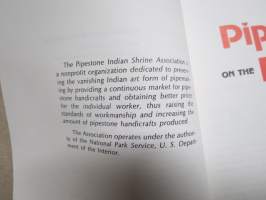 The Pipestone Indian Shrine Association is
a nonprofit organization dedicated to preserv-
ing the vanishing Indian art form of pipemak-
ing by providing a continuous market for pipe-
stone handicrafts and obtaining better prices
for the individual worker, thus raising the
standards of workmanship and increasing the
amount of pipestone handicrafts produced.
The Association operates under the author-
ity of the National Park Service, U. S. Depart-
ment of the Interior.
Pip
ON THE